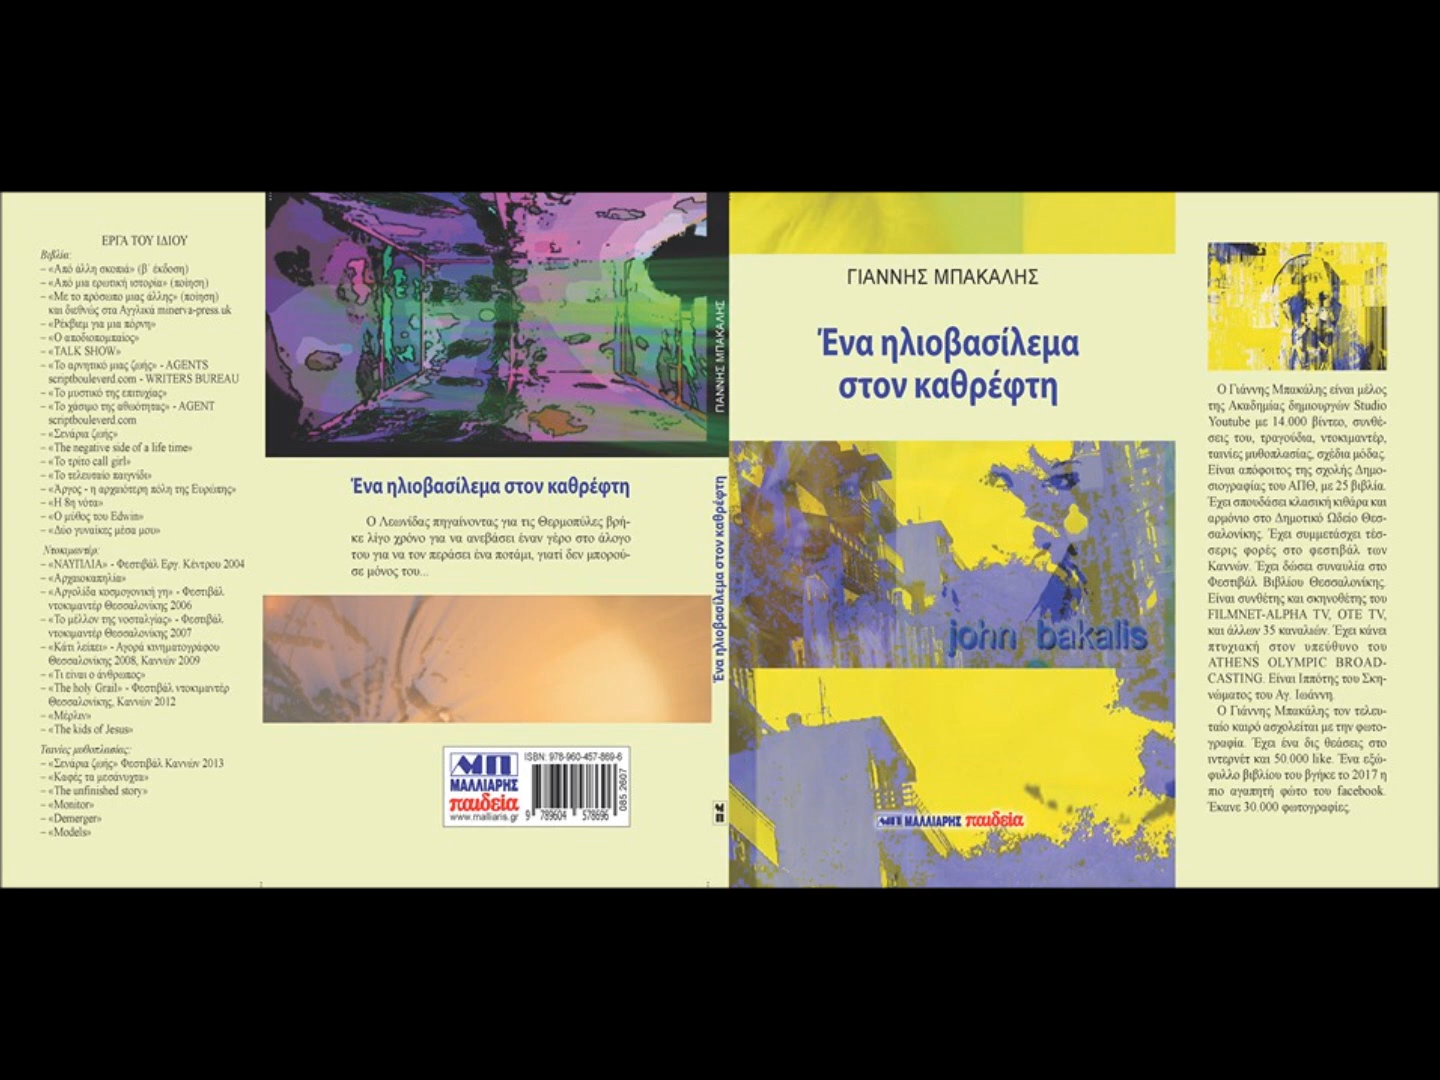 ΕΡΓΑ ΤΟΥ ΙΔΙΟΥ
Βιβλία:
– «Από άλλη σκοπιά» (β΄ έκδοση)
– «Από μια ερωτική ιστορία» (ποίηση)
– «Με το πρόσωπο μιας άλλης» (ποίηση)
και διεθνώς στα Αγγλικά minerva-press.uk
– «Ρέκβιεμ για μια πόρνη»
– «Ο αποδιοπομπαίος»
– «TALK SHOW»
– «Το αρνητικό μιας ζωής» - AGENTS
scriptbouleverd.com - WRITERS BUREAU
– «Το μυστικό της επιτυχίας»
– «Το χάσιμο της αθωότητας» - AGENT
scriptbouleverd.com
– «Σενάρια ζωής»
– «The negative side of a life time»
– «Το τρίτο call girl»
– «Το τελευταίο παιγνίδι»
– «Άργος - η αρχαιότερη πόλη της Ευρώπης»
– «Η 8η νότα»
– «Ο μύθος του Edwin»
– «Δύο γυναίκες μέσα μου»
Ντοκιμαντέρ:
– «ΝΑΥΠΛΙΑ» - Φεστιβάλ Εργ. Κέντρου 2004
– «Αρχαιοκαπηλία»
– «Αργολίδα κοσμογονική γη» - Φεστιβάλ
ντοκιμαντέρ Θεσσαλονίκης 2006
– «Το μέλλον της νοσταλγίας» - Φεστιβάλ
ντοκιμαντέρ Θεσσαλονίκης 2007
– «Κάτι λείπει» - Αγορά κινηματογράφου
Θεσσαλονίκης 2008, Καννών 2009
– «Τι είναι ο άνθρωπος»
– «The holy Grail» - Φεστιβάλ ντοκιμαντέρ
Θεσσαλονίκης, Καννών 2012
– «Μέρλιν»
– «The kids of Jesus»
Ταινίες μυθοπλασίας:
– «Σενάρια ζωής» Φεστιβάλ Καννών 2013
– «Καφές τα μεσάνυχτα»
– «The unfinished story»
– «Monitor»
– «Demerger»
– «Models»
Ένα ηλιοβασίλεμα στον καθρέφτη
Ο Λεωνίδας πηγαίνοντας για τις Θερμοπύλες βρή-
κε λίγο χρόνο για να ανεβάσει έναν γέρο στο άλογο
του για να τον περάσει ένα ποτάμι, γιατί δεν μπορού-
σε μόνος του...
ΜΠ
ΜΑΛΛΙΑΡΗΣ
παιδεία
www.malliaris.gr
ISBN: 978-960-457-869-6
9 789604 578696
085.2607
ΓΙΑΝΝΗΣ ΜΠΑΚΑΛΗΣ
Ένα ηλιοβασίλεμα στον καθρέφτη
ΓΙΑΝΝΗΣ ΜΠΑΚΑΛΗΣ
Ένα ηλιοβασίλεμα
στον καθρέφτη
john bakalis
ΜΠ ΜΑΛΛΙΑΡΗΣ παιδεία
Ο Γιάννης Μπακάλης είναι μέλος
της Ακαδημίας δημιουργών Studio
Youtube με 14.000 βίντεο, συνθέ-
σεις του, τραγούδια, ντοκιμαντέρ,
ταινίες μυθοπλασίας, σχέδια μόδας.
Είναι απόφοιτος της σχολής Δημο-
σιογραφίας του ΑΠΘ, με 25 βιβλία.
Έχει σπουδάσει κλασική κιθάρα και
αρμόνιο στο Δημοτικό Ωδείο Θεσ-
σαλονίκης. Έχει συμμετάσχει τέσ-
σερις φορές στο φεστιβάλ των
Καννών. Έχει δώσει συναυλία στο
Φεστιβάλ Βιβλίου Θεσσαλονίκης.
Είναι συνθέτης και σκηνοθέτης του
FILMNET-ALPHA TV, OTE TV,
και άλλων 35 καναλιών. Έχει κάνει
πτυχιακή στον υπεύθυνο του
ATHENS OLYMPIC BROAD-
CASTING. Είναι Ιππότης του Σκη-
νώματος του Αγ. Ιωάννη.
Ο Γιάννης Μπακάλης τον τελευ-
ταίο καιρό ασχολείται με την φωτο-
γραφία. Έχει ένα δις θεάσεις στο
ιντερνέτ και 50.000 like. Ένα εξώ-
φυλλο βιβλίου του βγήκε το 2017 η
πιο αγαπητή φώτο του facebook.
Έκανε 30.000 φωτογραφίες.